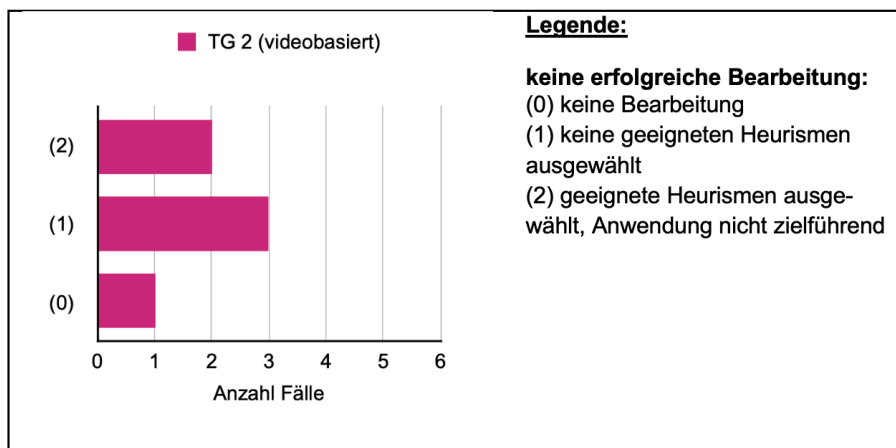 TG 2 (videobasiert)
(2)
(1)
(0)
0 1 2 3 4 5 6
Anzahl Fälle
Legende:
keine erfolgreiche Bearbeitung:
(0) keine Bearbeitung
(1) keine geeigneten Heurismen
ausgewählt
(2) geeignete Heurismen ausge-
wählt, Anwendung nicht zielführend